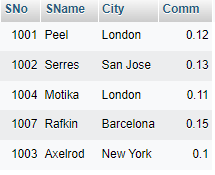 SNo SName City Comm
1001 Peel London 0.12
1002 Serres San Jose 0.13
1004 Motika London 0.11
1007 Rafkin Barcelona 0.15
1003 Axelrod New York 0.1